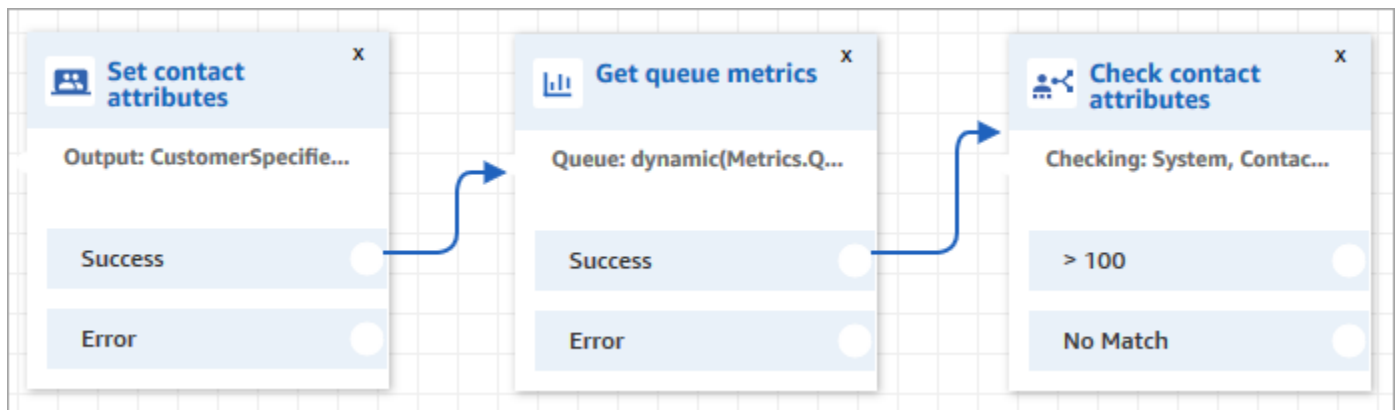 Set contact
attributes
x
Output: CustomerSpecifie...
Success
Error
Get queue metrics
x
Queue: dynamic(Metrics.Q...
Success
Error
Check contact
attributes
x
Checking: System, Contac...
> 100
No Match